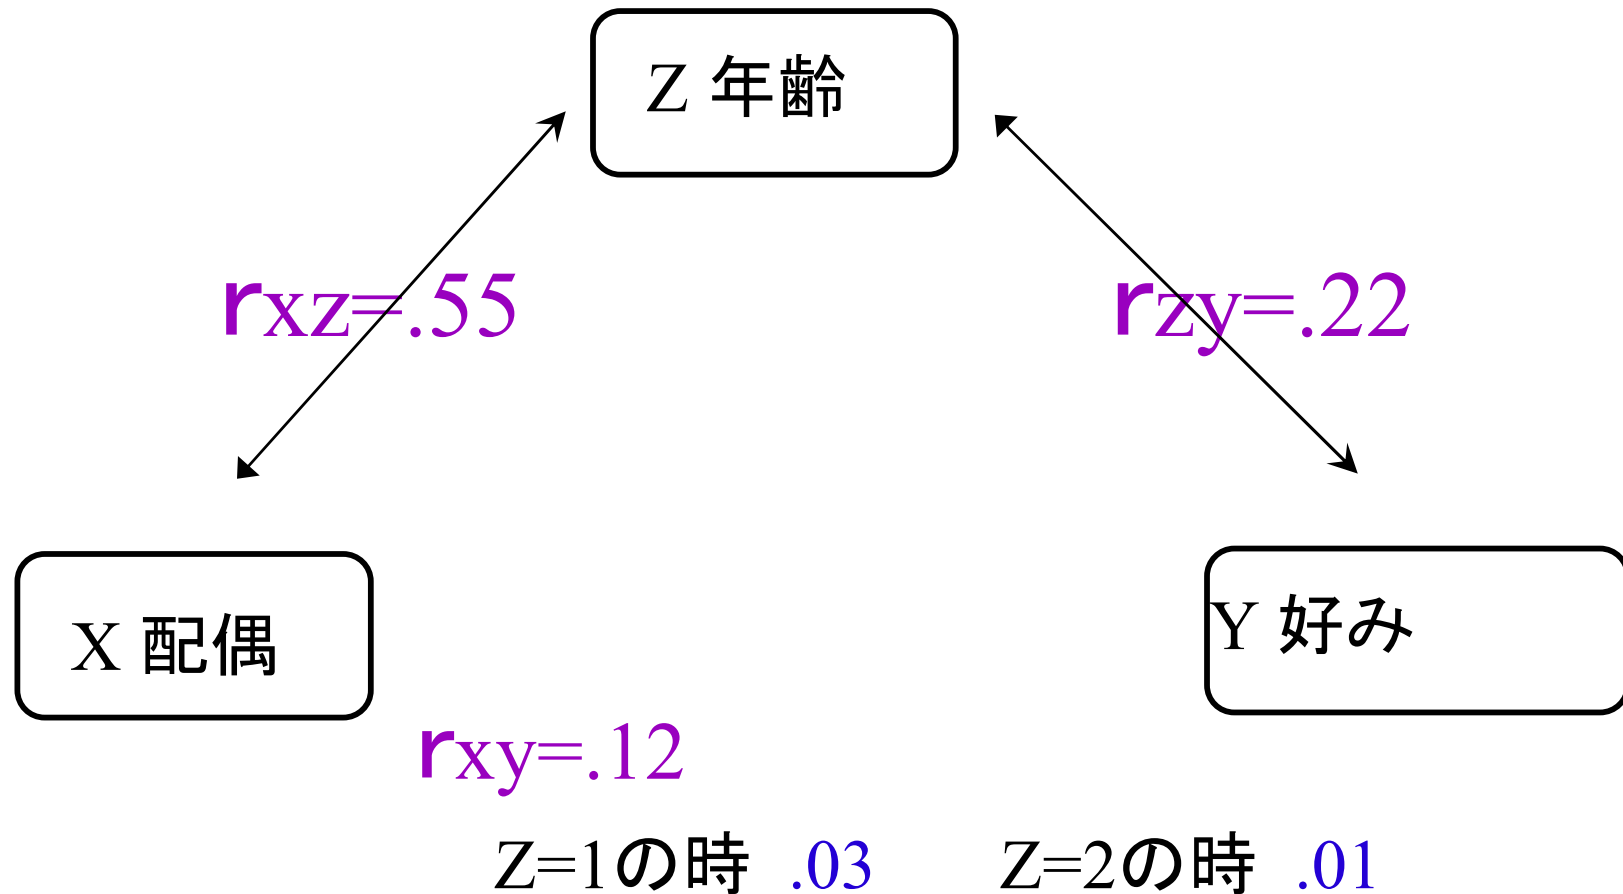 Z 年齢
rxz=.55
rzy=.22
X 配偶
Y 好み
rxy=.12
Z=1の時 .03 Z=2の時 .01